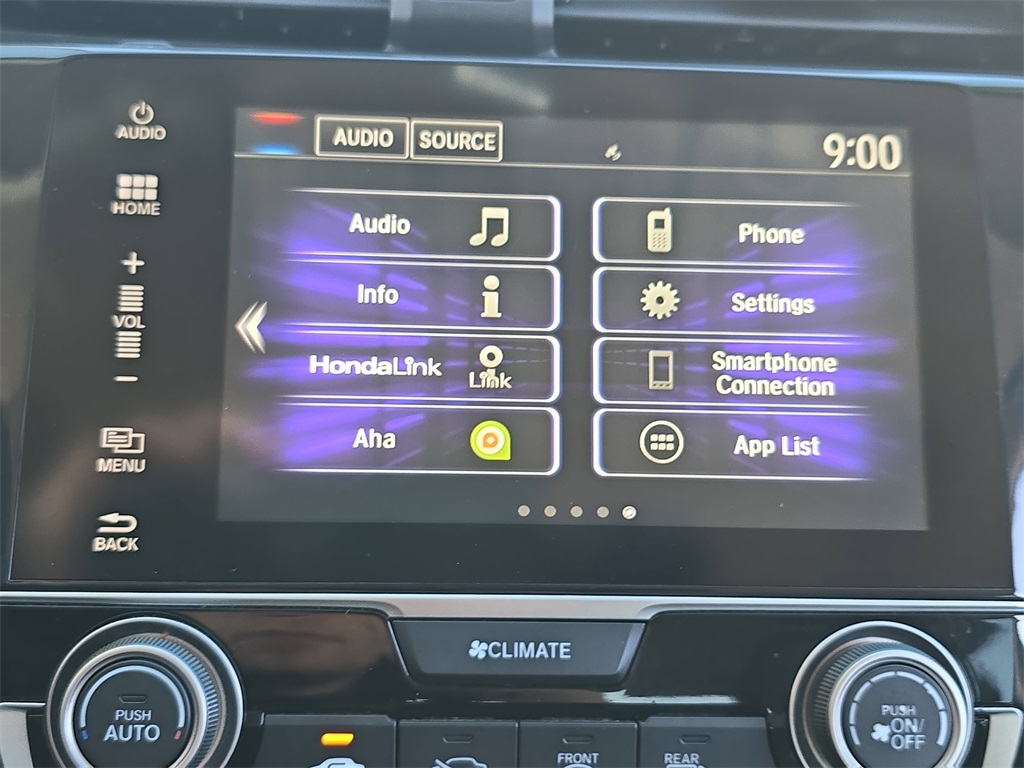 AUDIO
HOME
+
VOL
-
MENU
BACK
AUDIO SOURCE 9:00
Audio
Phone
Info
Settings
HondaLink Link
Smartphone
Connection
Aha
App List
CLIMATE
PUSH
AUTO
FRONT
REAR
PUSH
ON/
OFF